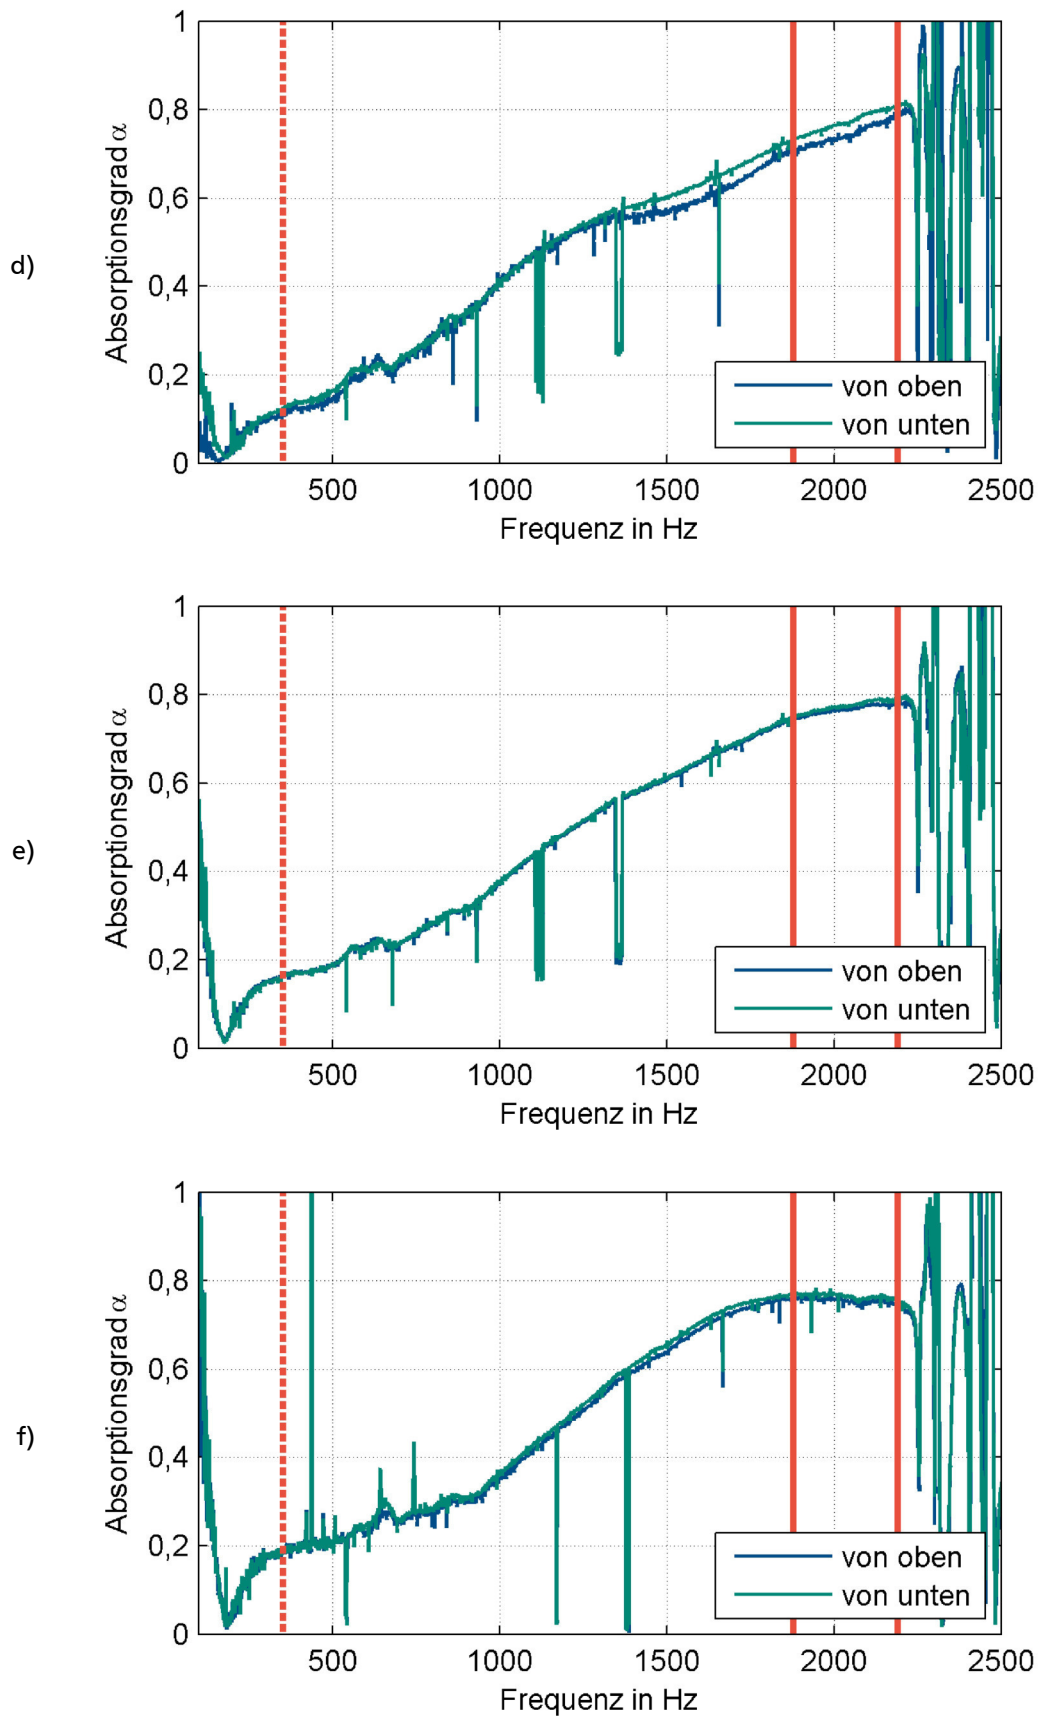 d)
Absorptionsgrad α
1
0,8
0,6
0,4
0,2
0
500
1000
1500
2000
2500
Frequenz in Hz
von oben
von unten
e)
Absorptionsgrad α
1
0,8
0,6
0,4
0,2
0
500
1000
1500
2000
2500
Frequenz in Hz
von oben
von unten
f)
Absorptionsgrad α
1
0,8
0,6
0,4
0,2
0
500
1000
1500
2000
2500
Frequenz in Hz
von oben
von unten